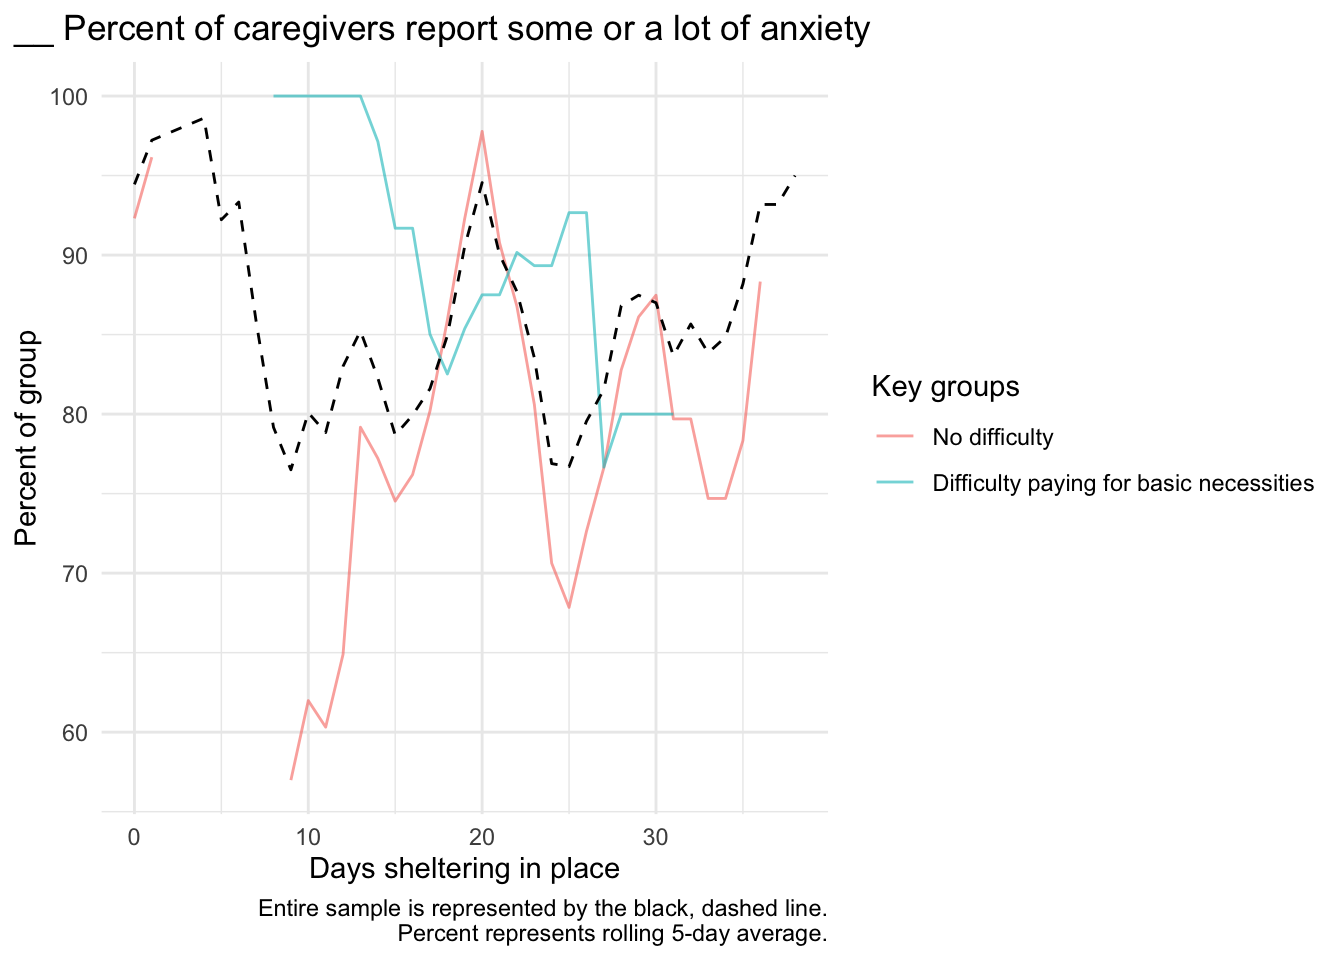 __ Percent of caregivers report some or a lot of anxiety
100
90
80
70
60
Percent of group
0 10 20 30
Days sheltering in place
Key groups
No difficulty
Difficulty paying for basic necessities
Entire sample is represented by the black, dashed line.
Percent represents rolling 5-day average.